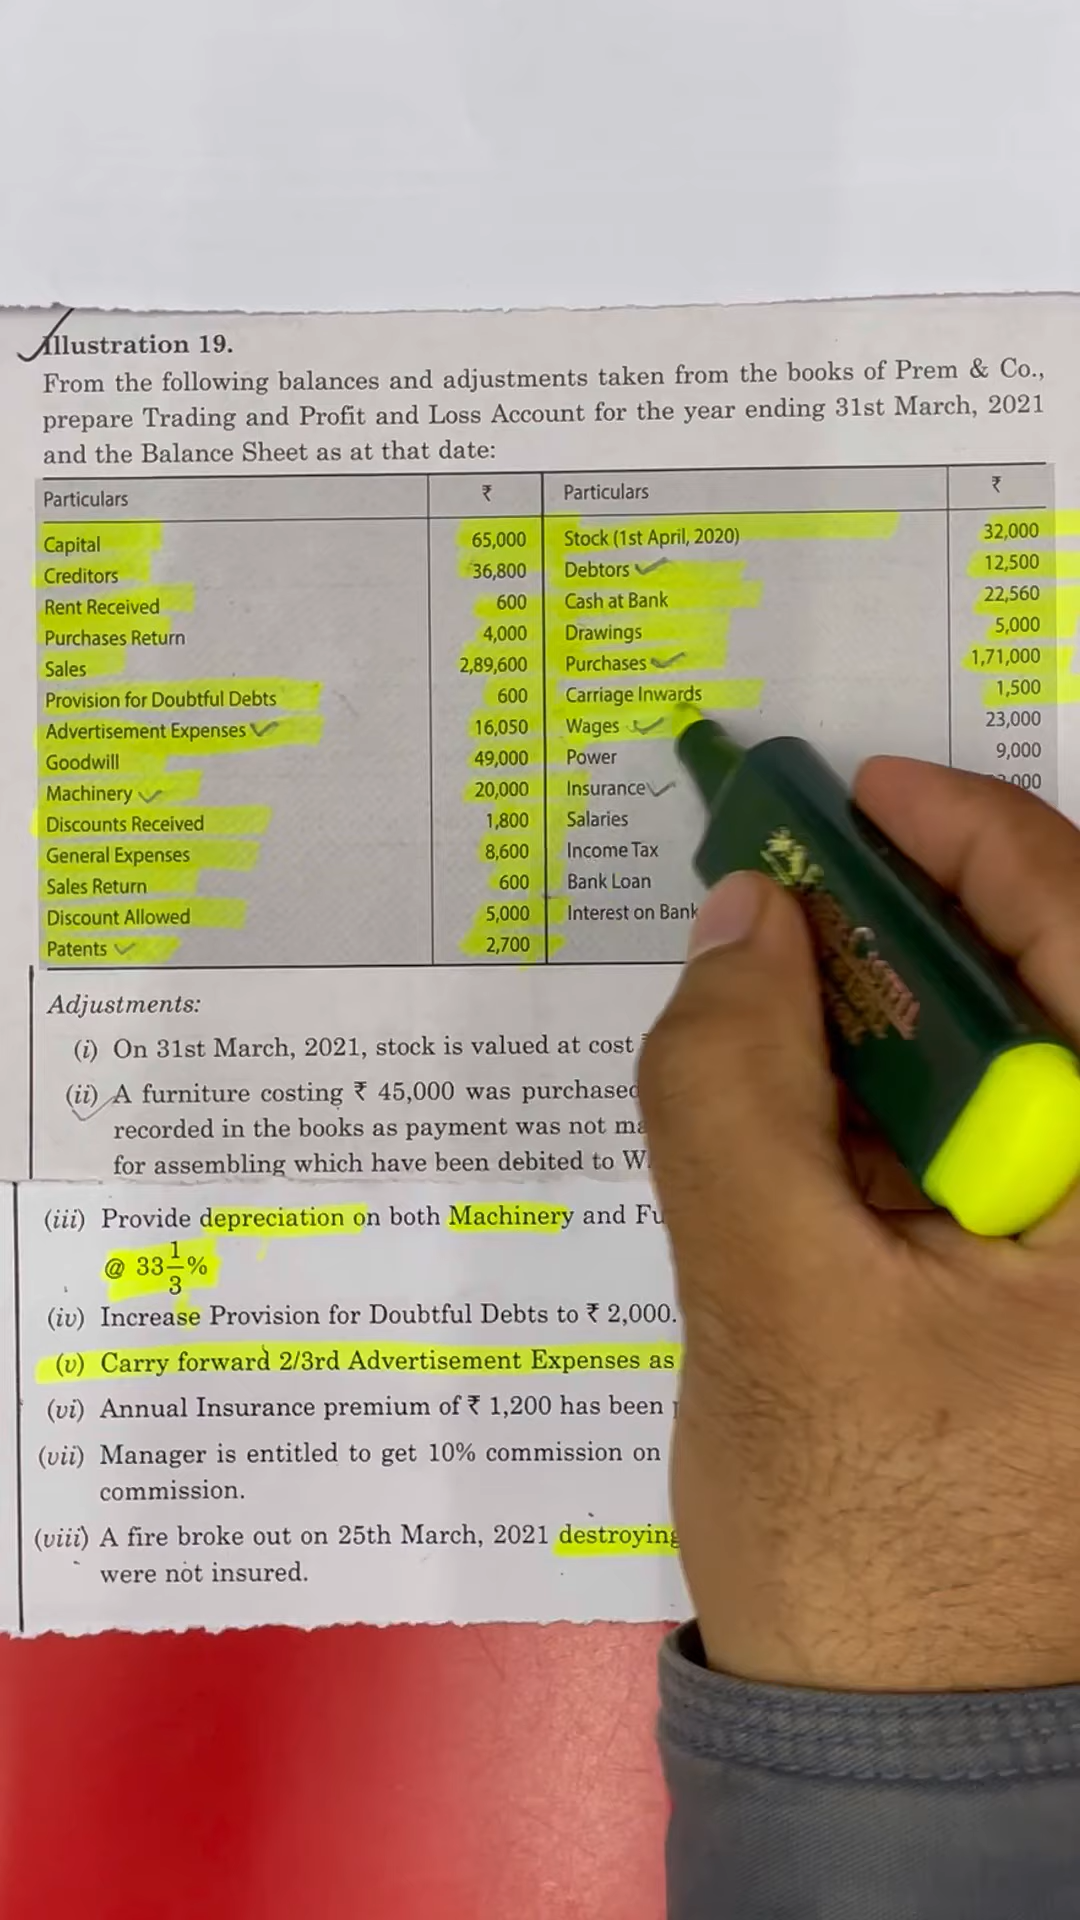 Illustration 19.
From the following balances and adjustments taken from the books of Prem & Co.,
prepare Trading and Profit and Loss Account for the year ending 31st March, 2021
and the Balance Sheet as at that date:
Particulars ₹ Particulars ₹
Capital 65,000 Stock (1st April, 2020) 32,000
Creditors 36,800 Debtors 12,500
Rent Received 600 Cash at Bank 22,560
Purchases Return 4,000 Drawings 5,000
Sales 2,89,600 Purchases 1,71,000
Provision for Doubtful Debts 600 Carriage Inwards 1,500
Advertisement Expenses 16,050 Wages 23,000
Goodwill 49,000 Power 9,000
Machinery 20,000 Insurance
Discounts Received 1,800 Salaries
General Expenses 8,600 Income Tax
Sales Return 600 Bank Loan
Discount Allowed 5,000 Interest on Bank
Patents 2,700
Adjustments:
(i) On 31st March, 2021, stock is valued at cost
(ii) A furniture costing ₹ 45,000 was purchased
recorded in the books as payment was not
for assembling which have been debited to
(iii) Provide depreciation on both Machinery and
@ 33 1/3%
(iv) Increase Provision for Doubtful Debts to ₹ 2,000.
(v) Carry forward 2/3rd Advertisement Expenses as
(vi) Annual Insurance premium of ₹ 1,200 has been
(vii) Manager is entitled to get 10% commission on
commission.
(viii) A fire broke out on 25th March, 2021 destroying
were not insured.